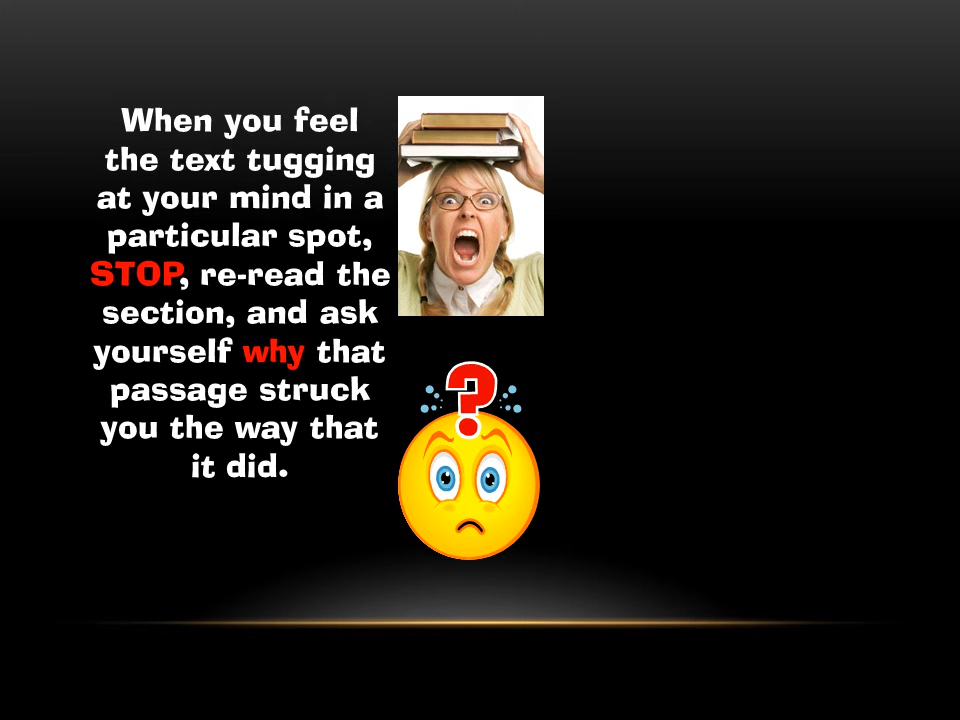 When you feel
the text tugging
at your mind in a
particular spot,
STOP, re-read the
section, and ask
yourself why that
passage struck
you the way that
it did.
?